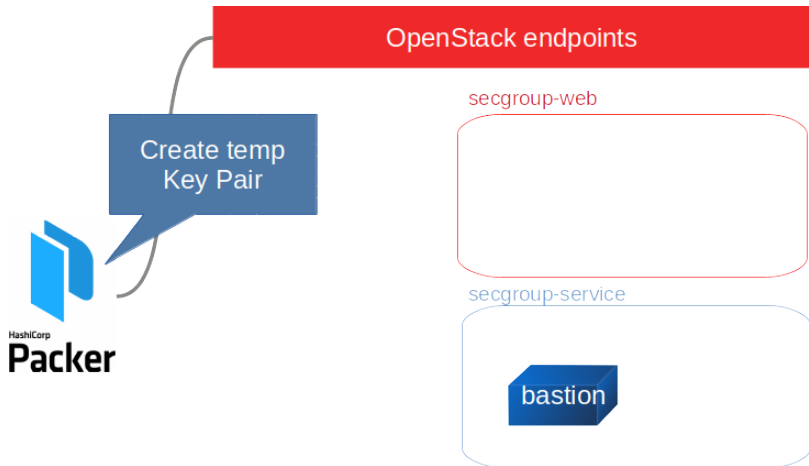 OpenStack endpoints
secgroup-web
Create temp
Key Pair
secgroup-service
HashiCorp
Packer
bastion